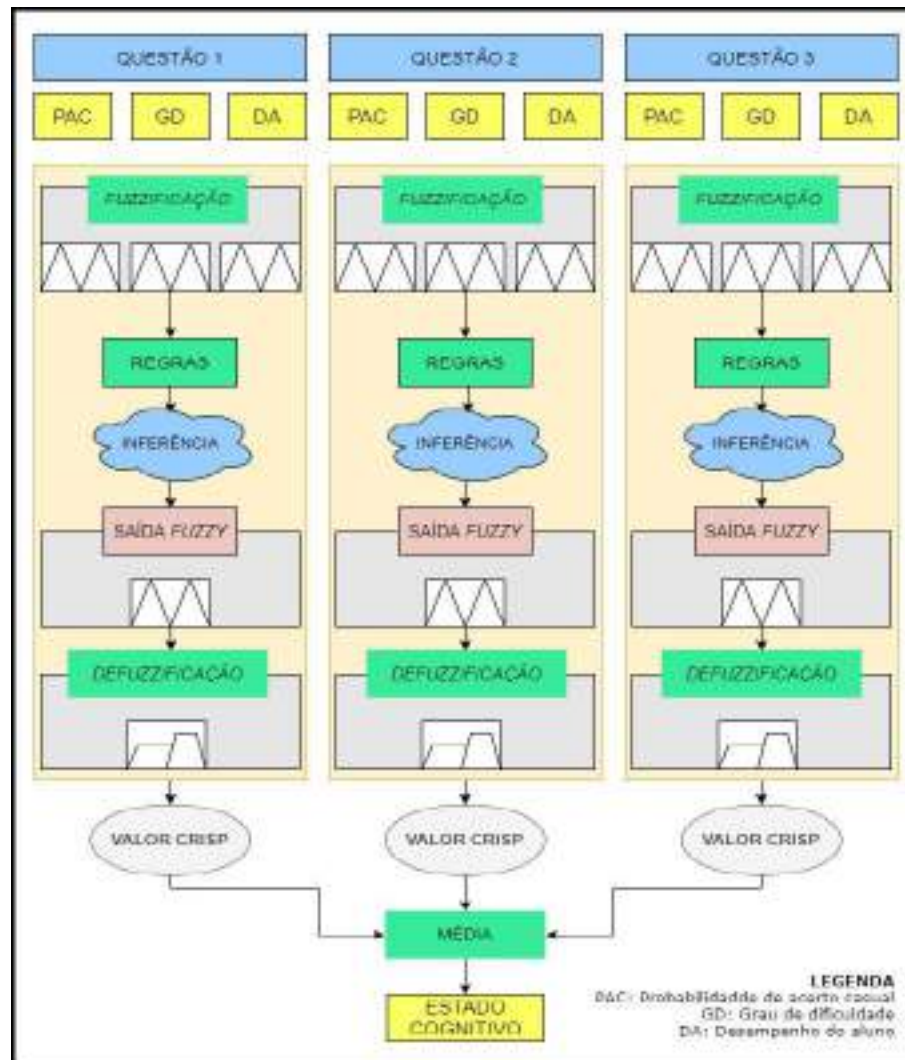 QUESTÃO 1
QUESTÃO 2
QUESTÃO 3
PAC GD DA
PAC GD DA
PAC GD DA
FUZZIFICAÇÃO
FUZZIFICAÇÃO
FUZZIFICAÇÃO
REGRAS
REGRAS
REGRAS
INFERÊNCIA
INFERÊNCIA
INFERÊNCIA
SAÍDA FUZZY
SAÍDA FUZZY
SAÍDA FUZZY
DEFUZZIFICAÇÃO
DEFUZZIFICAÇÃO
DEFUZZIFICAÇÃO
VALOR CRISP
VALOR CRISP
VALOR CRISP
MÉDIA
ESTADO
COGNITIVO
LEGENDA
PAC: Probabilidadde de acerto casual
GD: Grau de dificuldade
DA: Desempenho do aluno